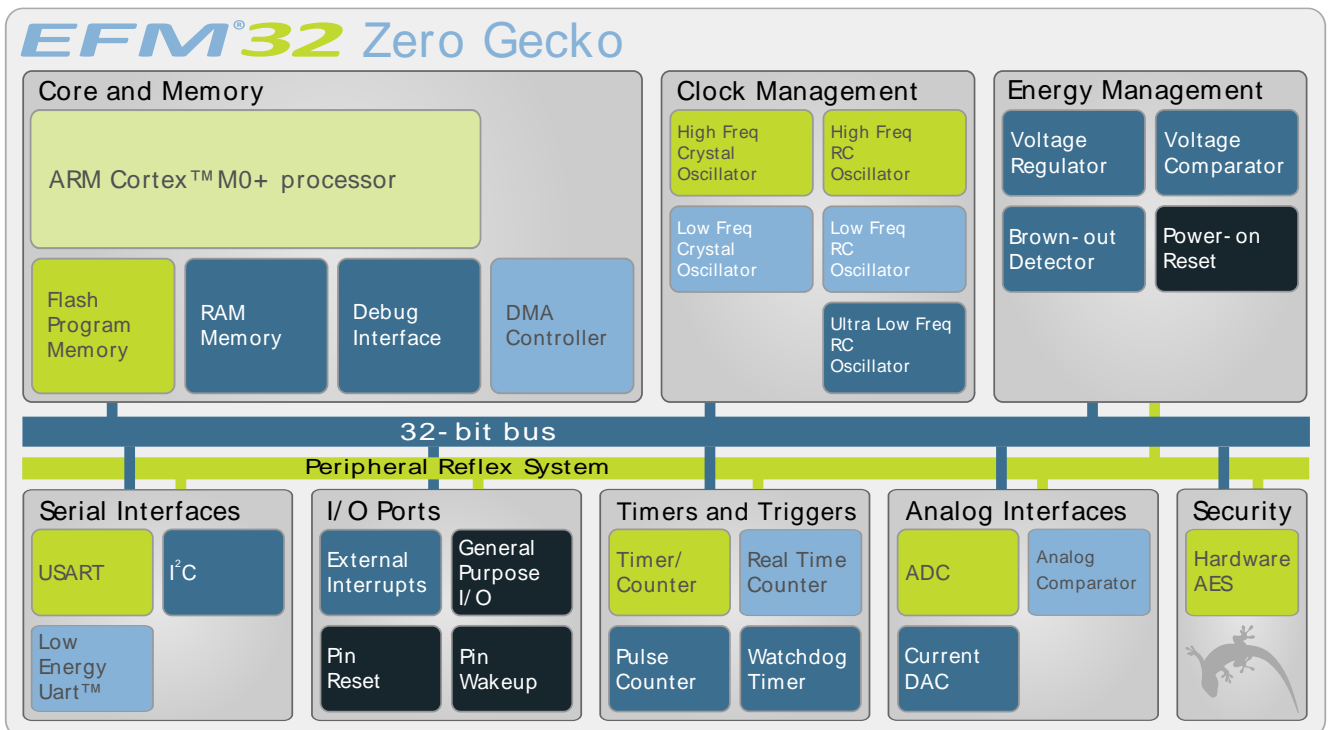 EFM®32 Zero Gecko
Core and Memory
ARM Cortex™ M0+ processor
Flash
Program
Memory
RAM
Memory
Debug
Interface
DMA
Controller
Clock Management
High Freq
Crystal
Oscillator
High Freq
RC
Oscillator
Low Freq
Crystal
Oscillator
Low Freq
RC
Oscillator
Ultra Low Freq
RC
Oscillator
Energy Management
Voltage
Regulator
Voltage
Comparator
Brown-out
Detector
Power-on
Reset
32-bit bus
Peripheral Reflex System
Serial Interfaces
USART
I²C
Low
Energy
Uart™
I/O Ports
External
Interrupts
General
Purpose
I/O
Pin
Reset
Pin
Wakeup
Timers and Triggers
Timer/
Counter
Real Time
Counter
Pulse
Counter
Watchdog
Timer
Analog Interfaces
ADC
Analog
Comparator
Current
DAC
Security
Hardware
AES